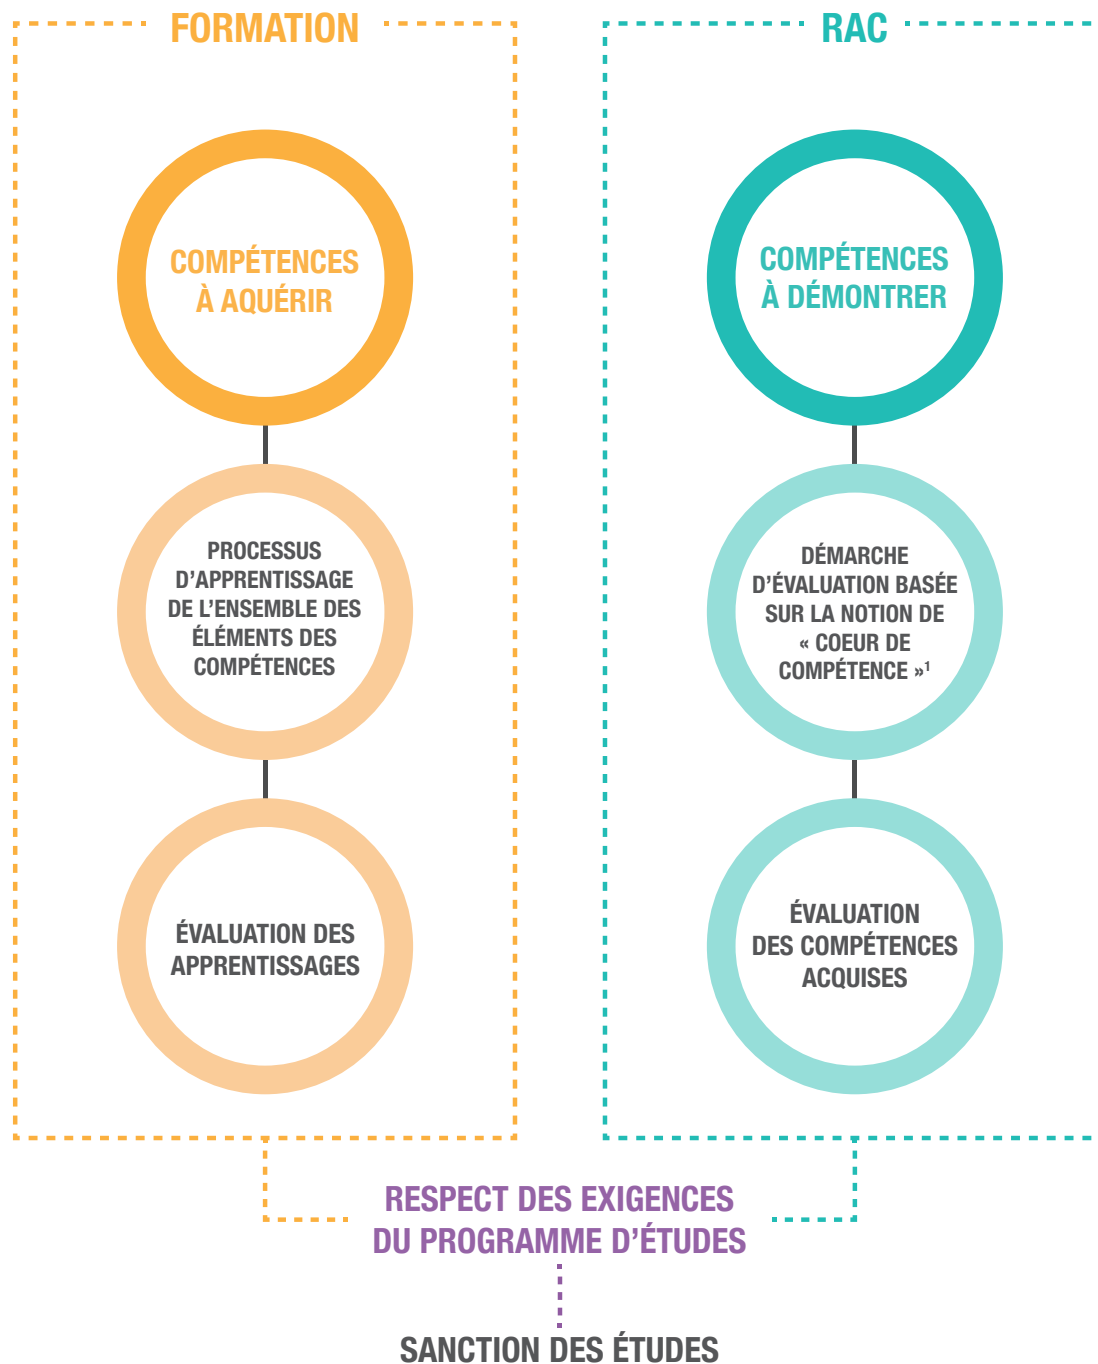 FORMATION
COMPÉTENCES
À AQUÉRIR
PROCESSUS
D'APPRENTISSAGE
DE L'ENSEMBLE DES
ÉLÉMENTS DES
COMPÉTENCES
ÉVALUATION DES
APPRENTISSAGES
RAC
COMPÉTENCES
À DÉMONTRER
DÉMARCHE
D'ÉVALUATION BASÉE
SUR LA NOTION DE
« COEUR DE
COMPÉTENCE »¹
ÉVALUATION
DES COMPÉTENCES
ACQUISES
RESPECT DES EXIGENCES
DU PROGRAMME D'ÉTUDES
SANCTION DES ÉTUDES